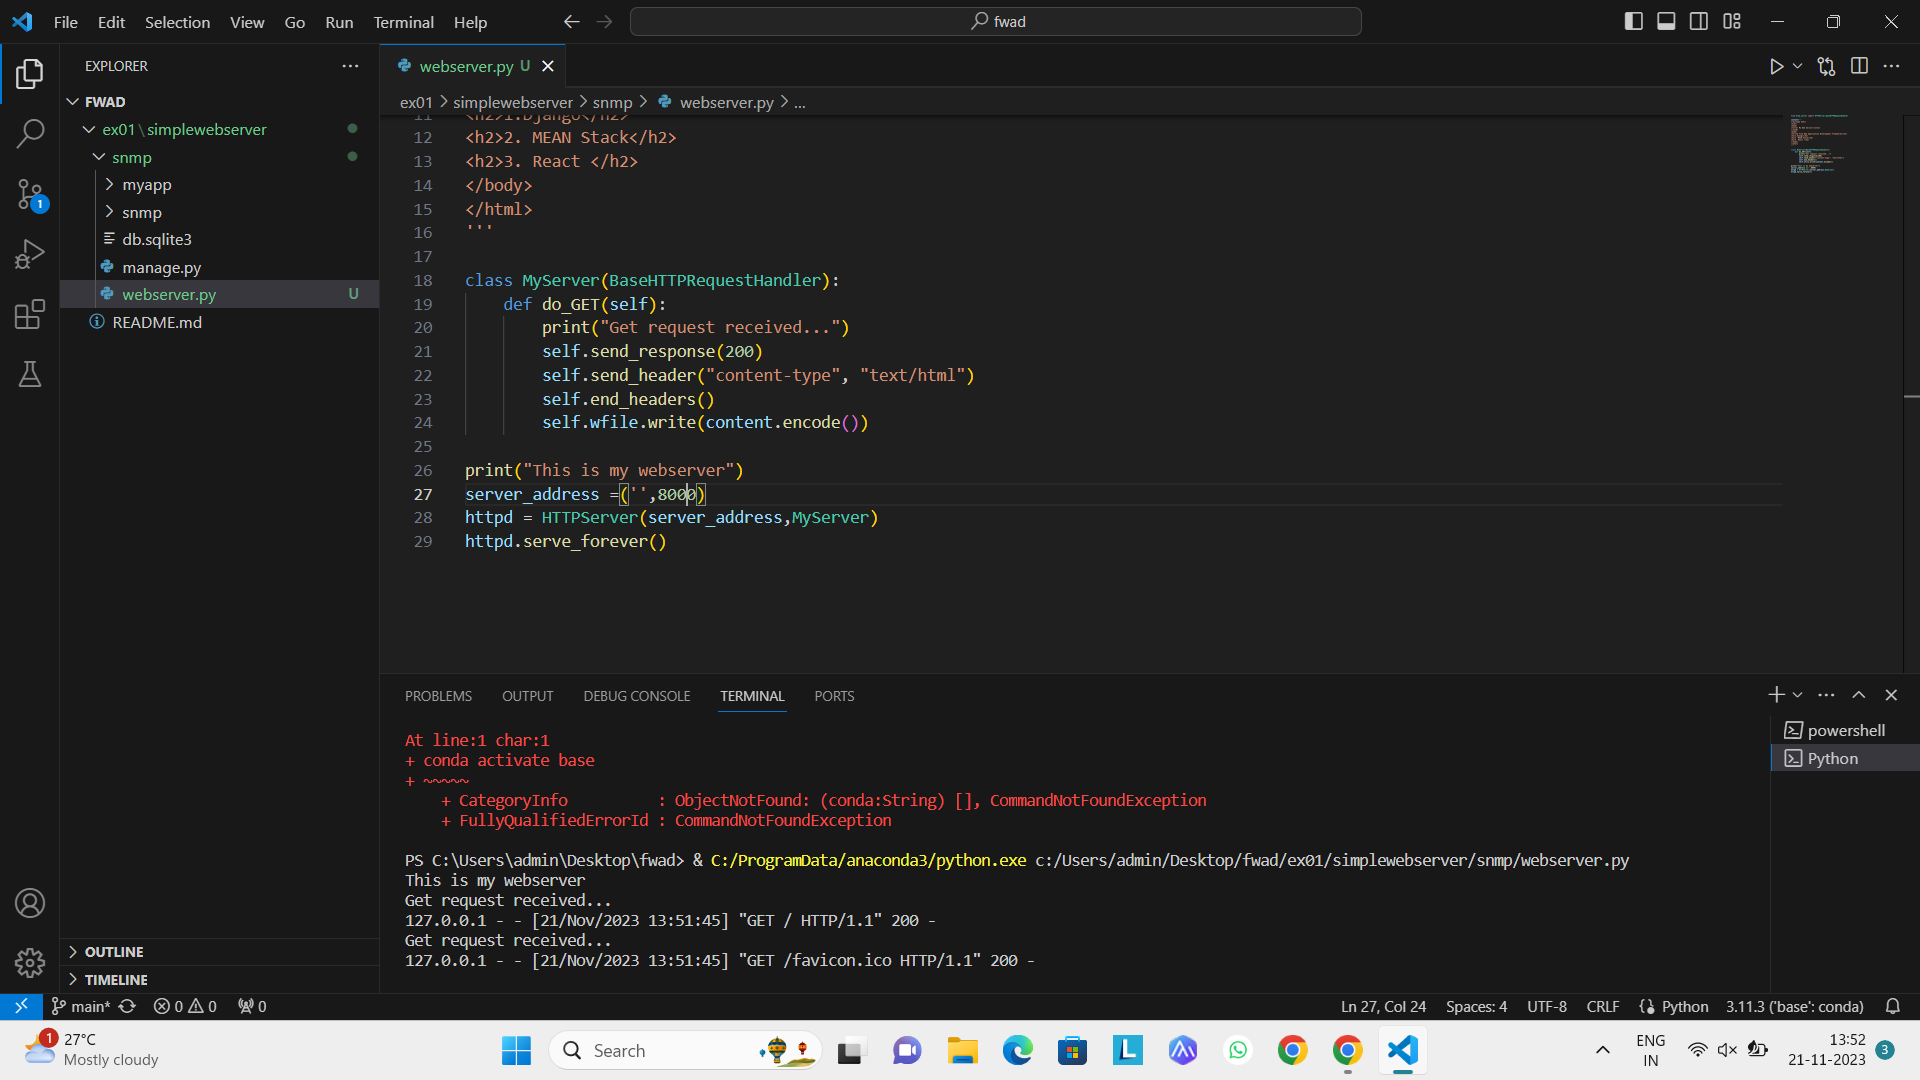 File Edit Selection View Go Run Terminal Help
fwad
EXPLORER
FWAD
ex01\simplewebserver
snmp
myapp
snmp
db.sqlite3
manage.py
webserver.py U
README.md
OUTLINE
TIMELINE
1
webserver.py U
ex01 > simplewebserver > snmp > webserver.py > ...
11 <h2>1.Django</h2>
12 <h2>2. MEAN Stack</h2>
13 <h2>3. React </h2>
14 </body>
15 </html>
16 '''
17
18 class MyServer(BaseHTTPRequestHandler):
19     def do_GET(self):
20         print("Get request received...")
21         self.send_response(200)
22         self.send_header("content-type", "text/html")
23         self.end_headers()
24         self.wfile.write(content.encode())
25
26 print("This is my webserver")
27 server_address =('',8000)
28 httpd = HTTPServer(server_address,MyServer)
29 httpd.serve_forever()
PROBLEMS OUTPUT DEBUG CONSOLE TERMINAL PORTS
powershell
Python
At line:1 char:1
+ conda activate base
+ ~~~~~
    + CategoryInfo          : ObjectNotFound: (conda:String) [], CommandNotFoundException
    + FullyQualifiedErrorId : CommandNotFoundException
PS C:\Users\admin\Desktop\fwad> & C:/ProgramData/anaconda3/python.exe c:/Users/admin/Desktop/fwad/ex01/simplewebserver/snmp/webserver.py
This is my webserver
Get request received...
127.0.0.1 - - [21/Nov/2023 13:51:45] "GET / HTTP/1.1" 200 -
Get request received...
127.0.0.1 - - [21/Nov/2023 13:51:45] "GET /favicon.ico HTTP/1.1" 200 -
main* 0 0 0 Ln 27, Col 24 Spaces: 4 UTF-8 CRLF Python 3.11.3 ('base': conda)
1 27°C
Mostly cloudy
Search
ENG
IN
13:52
21-11-2023
3